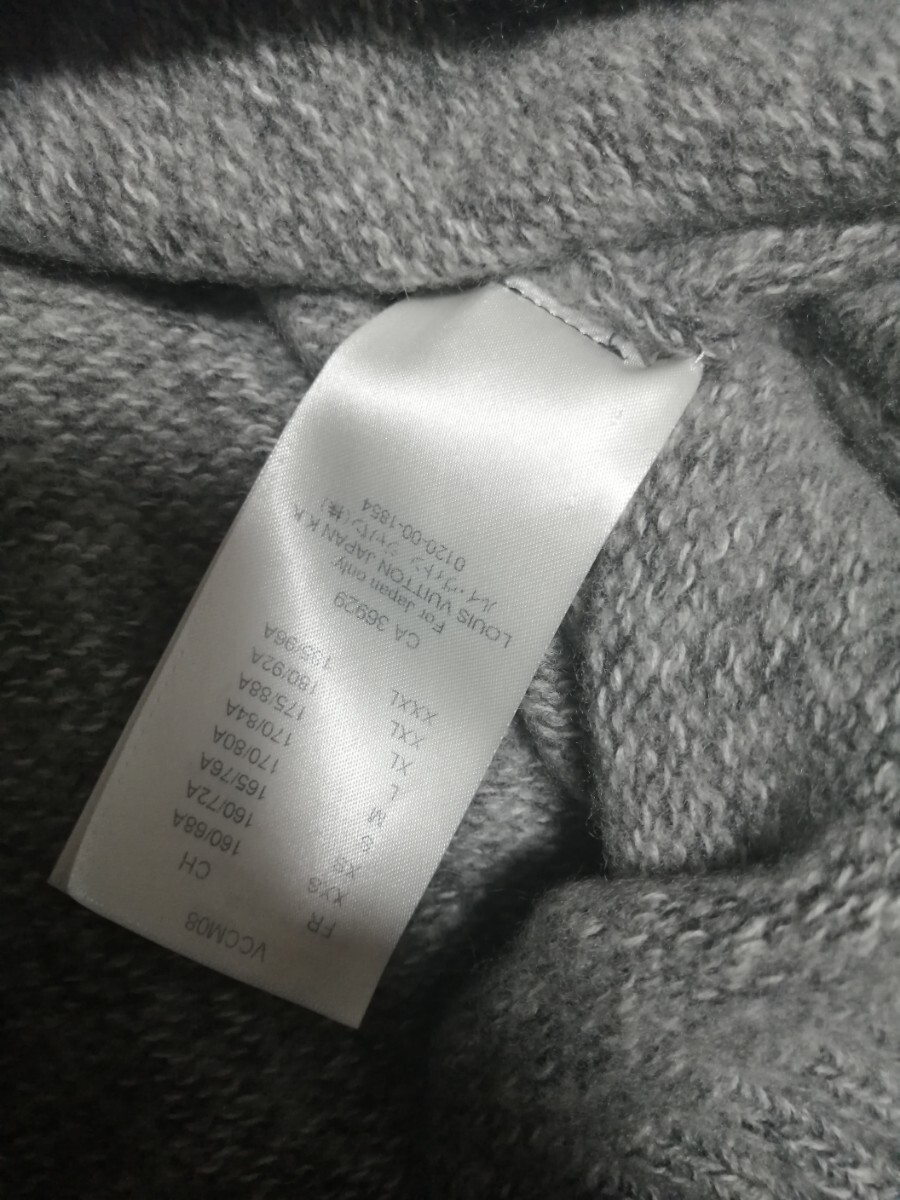 VCCM08
FR CH
XXS 160/68A
XS 160/72A
S 165/76A
M 170/80A
L 170/84A
XL 175/88A
XXL 180/92A
XXXL 185/96A
CA 36929
For Japan only:
LOUIS VUITTON JAPAN K.K.
ルイ・ヴィトン ジャパン(株)
0120-00-1854